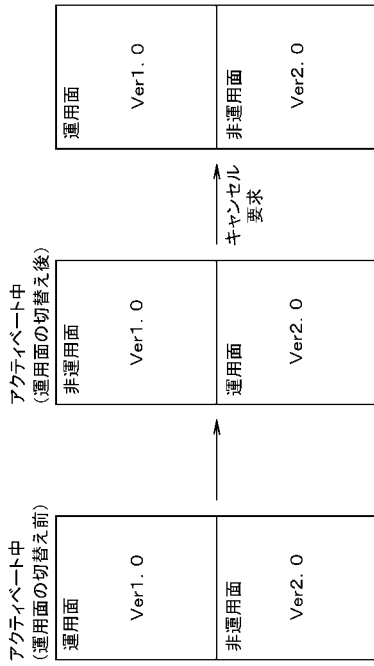 アクティベート中
(運用面の切替え前)
運用面
Ver1. 0
非運用面
Ver2. 0
アクティベート中
(運用面の切替え後)
非運用面
Ver1. 0
運用面
Ver2. 0
キャンセル
要求
運用面
Ver1. 0
非運用面
Ver2. 0